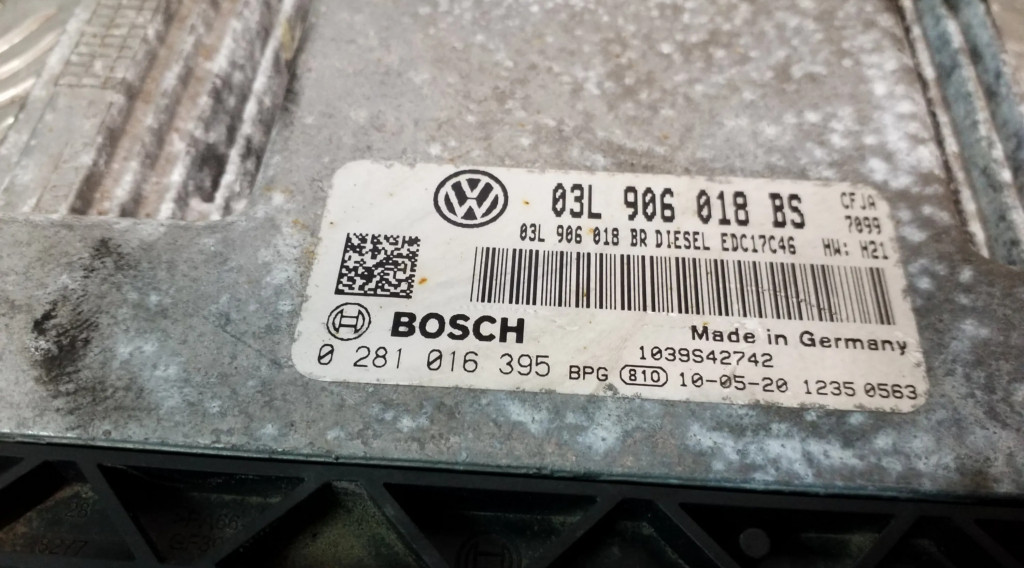 03L 906 018 BS CFJA
7099
03L 906 018 BR DIESEL EDC17C46 HW: H21
BOSCH Made in Germany
1039S42742
0 281 016 395 BPG 810 10-05-20 1235 0563